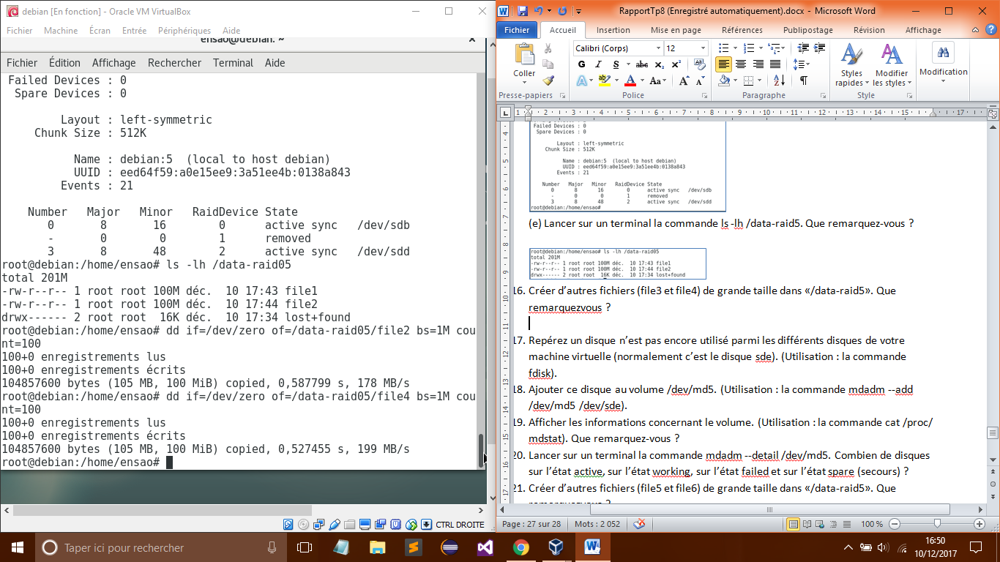 debian [En fonction] - Oracle VM VirtualBox
Fichier Machine Écran Entrée Périphériques Aide
ensao@debian: ~
Fichier Édition Affichage Rechercher Terminal Aide
Failed Devices : 0
Spare Devices : 0
Layout : left-symmetric
Chunk Size : 512K
Name : debian:5 (local to host debian)
UUID : eed64f59:a0e15ee9:3a51ee4b:0138a843
Events : 21
Number Major Minor RaidDevice State
0 8 16 0 active sync /dev/sdb
- 0 0 1 removed
3 8 48 2 active sync /dev/sdd
root@debian:/home/ensao# ls -lh /data-raid05
total 201M
-rw-r--r-- 1 root root 100M déc. 10 17:43 file1
-rw-r--r-- 1 root root 100M déc. 10 17:44 file2
drwx------ 2 root root 16K déc. 10 17:34 lost+found
root@debian:/home/ensao# dd if=/dev/zero of=/data-raid05/file2 bs=1M cou
nt=100
100+0 enregistrements lus
100+0 enregistrements écrits
104857600 bytes (105 MB, 100 MiB) copied, 0,587799 s, 178 MB/s
root@debian:/home/ensao# dd if=/dev/zero of=/data-raid05/file4 bs=1M cou
nt=100
100+0 enregistrements lus
100+0 enregistrements écrits
104857600 bytes (105 MB, 100 MiB) copied, 0,527455 s, 199 MB/s
root@debian:/home/ensao#
CTRL DROITE
RapportTp8 (Enregistré automatiquement).docx - Microsoft Word
Fichier Accueil Insertion Mise en page Références Publipostage Révision Affichage
Coller
Calibri (Corps) 12
G I S abc x₂ x²
Styles rapides
Modifier les styles
Modification
Presse-papiers Police Paragraphe Style
1 2 3 4 5 6 7 8 9 10 11 12 13 14 15 17
Failed Devices : 0
Spare Devices : 0
Layout : left-symmetric
Chunk Size : 512K
Name : debian:5 (local to host debian)
UUID : eed64f59:a0e15ee9:3a51ee4b:0138a843
Events : 21
Number Major Minor RaidDevice State
0 8 16 0 active sync /dev/sdb
- 0 0 1 removed
3 8 48 2 active sync /dev/sdd
root@debian:/home/ensao#
(e) Lancer sur un terminal la commande ls -lh /data-raid5. Que remarquez-vous ?
root@debian:/home/ensao# ls -lh /data-raid05
total 201M
-rw-r--r-- 1 root root 100M déc. 10 17:43 file1
-rw-r--r-- 1 root root 100M déc. 10 17:44 file2
drwx------ 2 root root 16K déc. 10 17:34 lost+found
16. Créer d'autres fichiers (file3 et file4) de grande taille dans «/data-raid5». Que
remarquezvous ?
17. Repérez un disque n'est pas encore utilisé parmi les différents disques de votre
machine virtuelle (normalement c'est le disque sde). (Utilisation : la commande
fdisk).
18. Ajouter ce disque au volume /dev/md5. (Utilisation : la commande mdadm --add
/dev/md5 /dev/sde).
19. Afficher les informations concernant le volume. (Utilisation : la commande cat /proc/
mdstat). Que remarquez-vous ?
20. Lancer sur un terminal la commande mdadm --detail /dev/md5. Combien de disques
sur l'état active, sur l'état working, sur l'état failed et sur l'état spare (secours) ?
21. Créer d'autres fichiers (file5 et file6) de grande taille dans «/data-raid5». Que
remarquezvous ?
Page : 27 sur 28 Mots : 2 052 100 %
Taper ici pour rechercher
16:50
10/12/2017